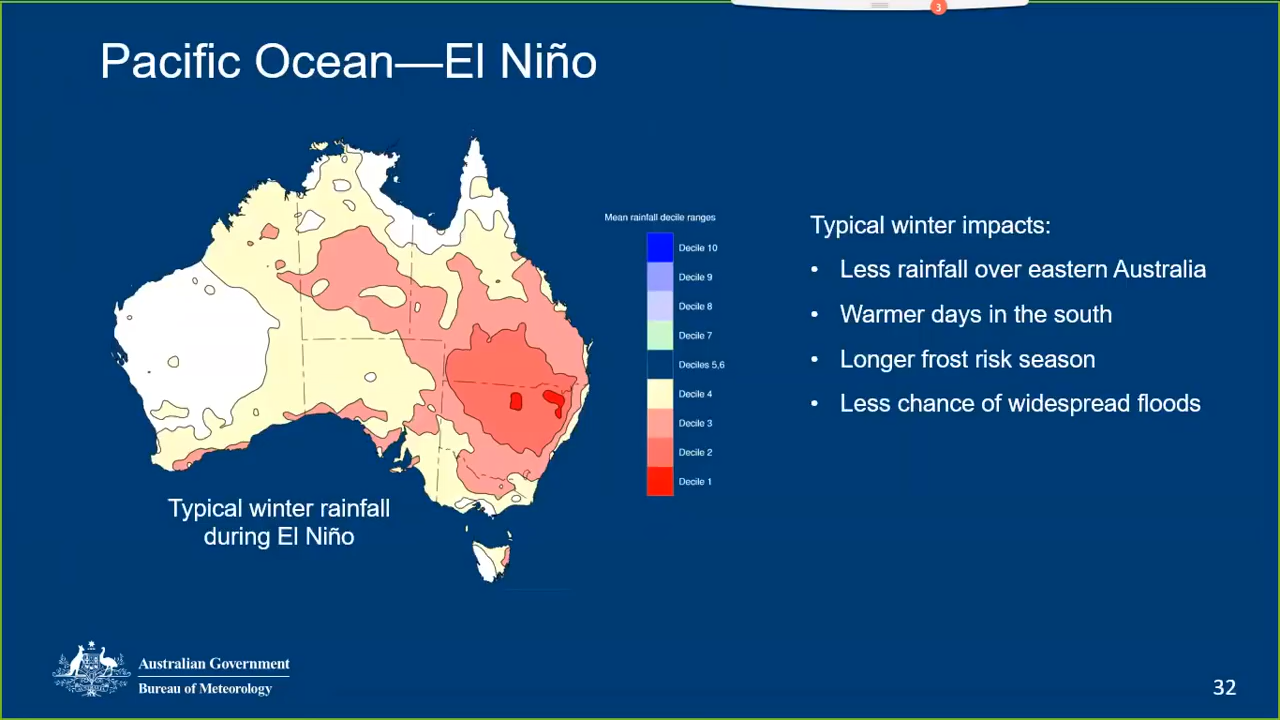 3
Pacific Ocean—El Niño
Mean rainfall decile ranges
Decile 10
Decile 9
Decile 8
Decile 7
Deciles 5,6
Decile 4
Decile 3
Decile 2
Decile 1
Typical winter rainfall
during El Niño
Typical winter impacts:
• Less rainfall over eastern Australia
• Warmer days in the south
• Longer frost risk season
• Less chance of widespread floods
Australian Government
Bureau of Meteorology
32